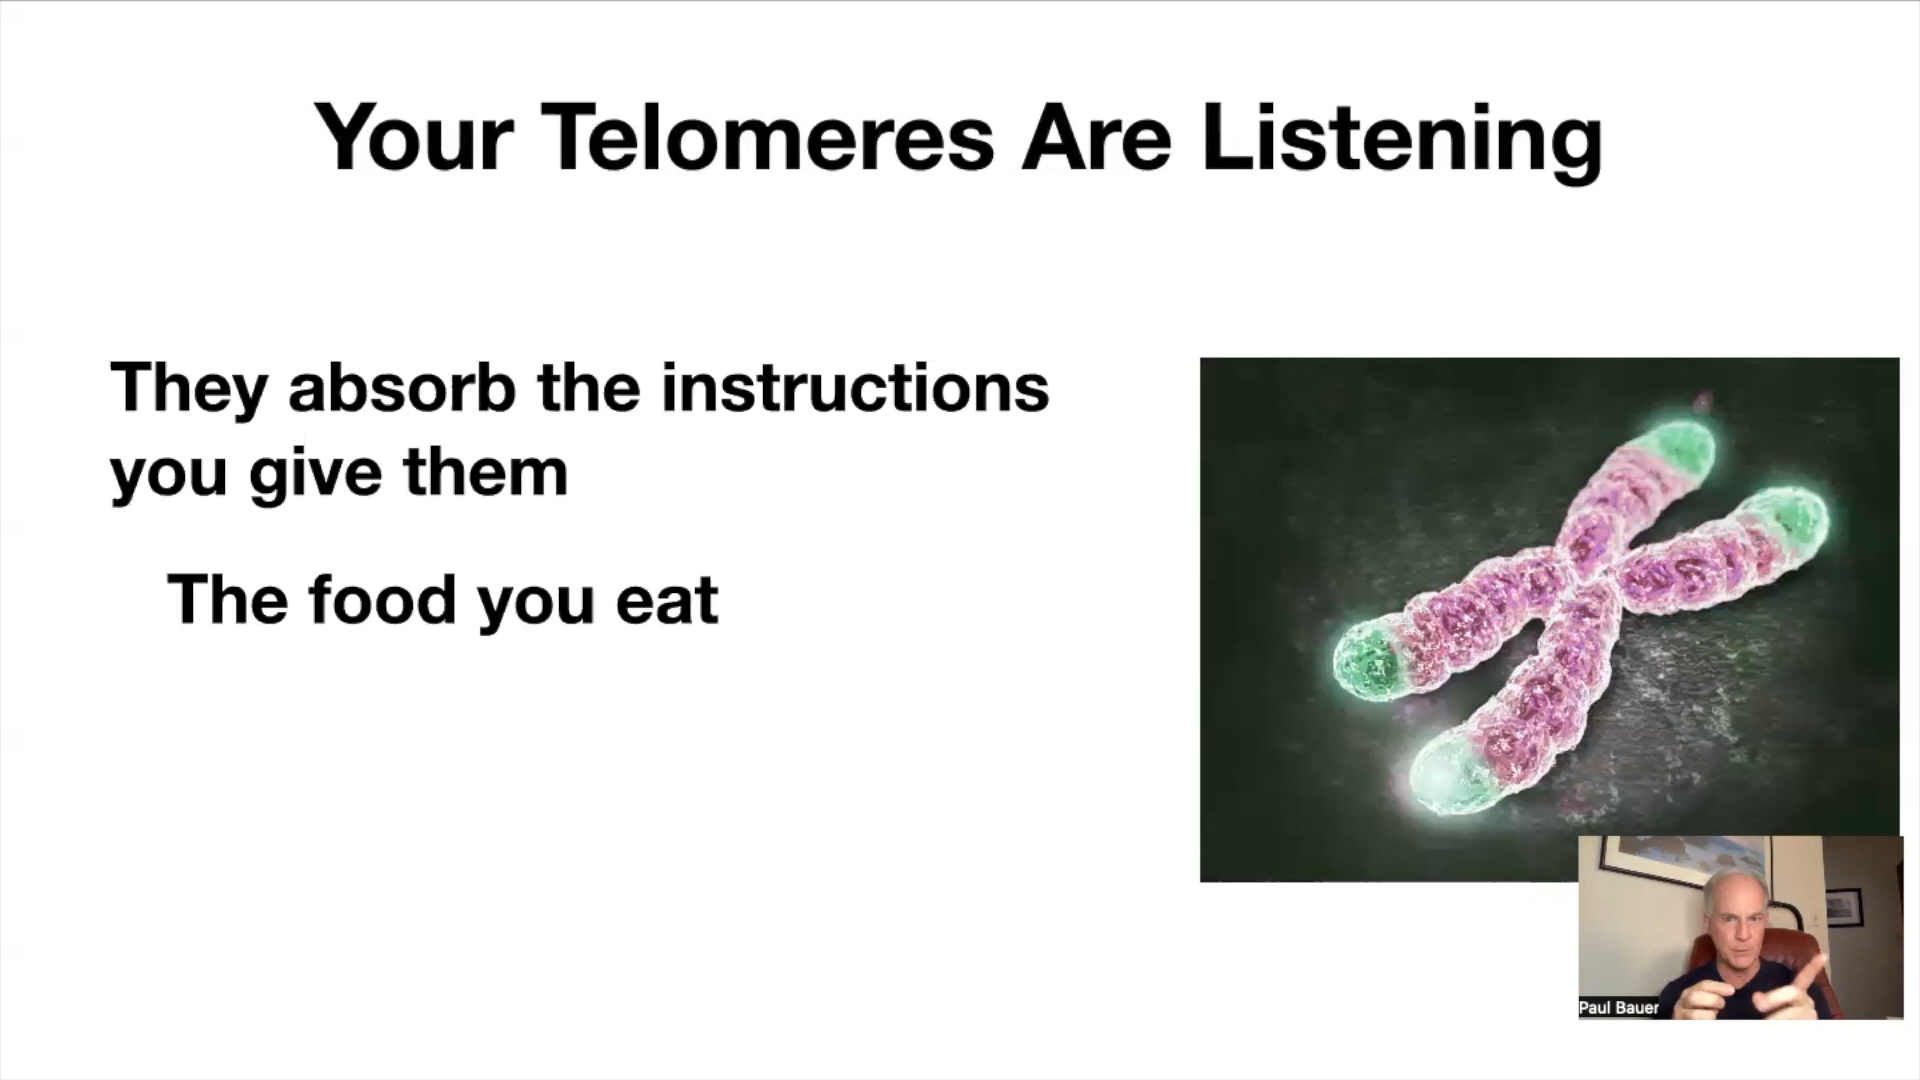 Your Telomeres Are Listening
They absorb the instructions
you give them
The food you eat
Paul Bauer